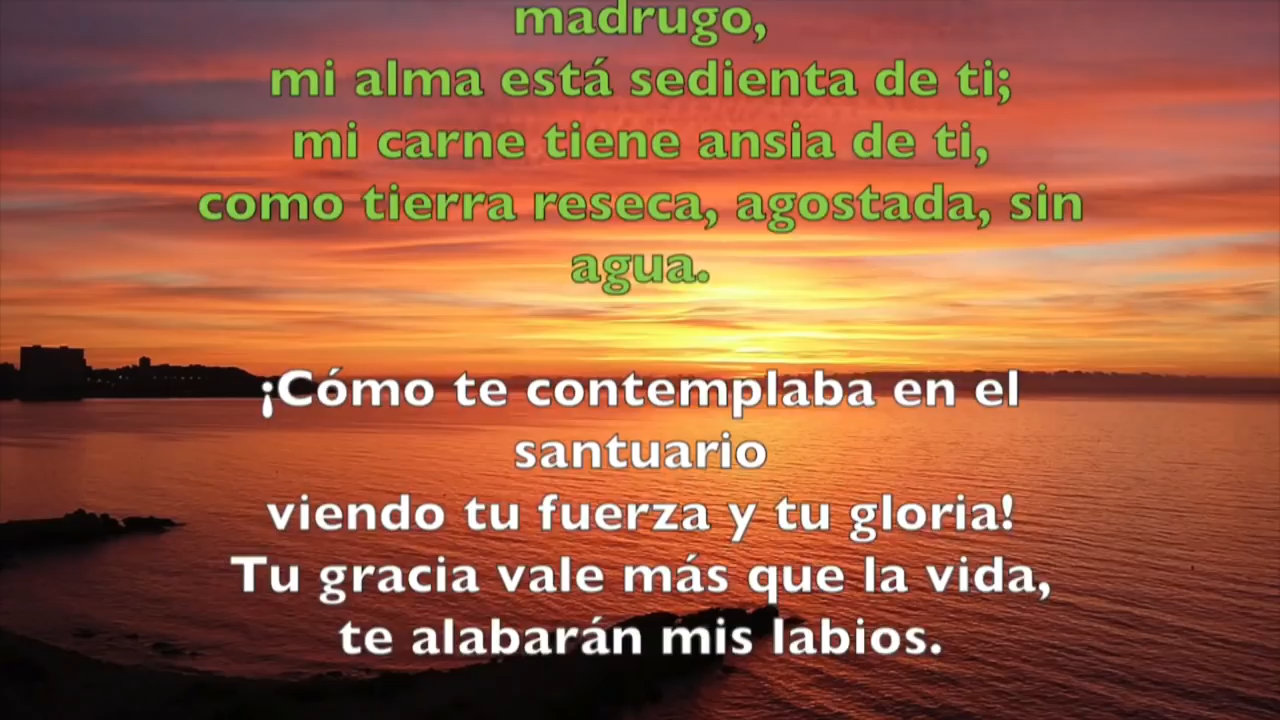 madrugo,
mi alma está sedienta de ti;
mi carne tiene ansia de ti,
como tierra reseca, agostada, sin
agua.
¡Cómo te contemplaba en el
santuario
viendo tu fuerza y tu gloria!
Tu gracia vale más que la vida,
te alabarán mis labios.